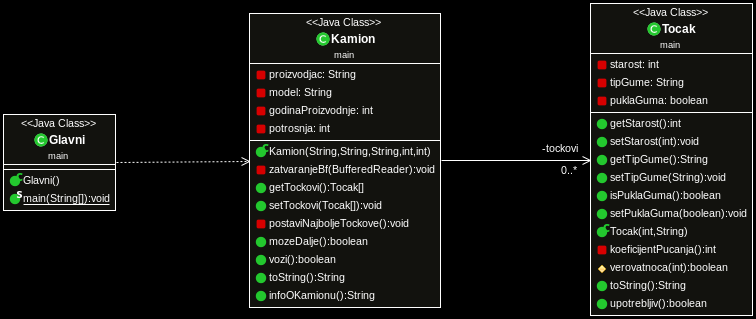 <<Java Class>>
Glavni
main
Glavni()
main(String[]):void
<<Java Class>>
Kamion
main
proizvodjac: String
model: String
godinaProizvodnje: int
potrosnja: int
Kamion(String,String,String,int,int)
zatvaranjeBf(BufferedReader):void
getTockovi():Tocak[]
setTockovi(Tocak[]):void
postaviNajboljeTockove():void
mozeDalje():boolean
vozi():boolean
toString():String
infoOKamionu():String
-tockovi
0..*
<<Java Class>>
Tocak
main
starost: int
tipGume: String
puklaGuma: boolean
getStarost():int
setStarost(int):void
getTipGume():String
setTipGume(String):void
isPuklaGuma():boolean
setPuklaGuma(boolean):void
Tocak(int,String)
koeficijentPucanja():int
verovatnoca(int):boolean
toString():String
upotrebljiv():boolean